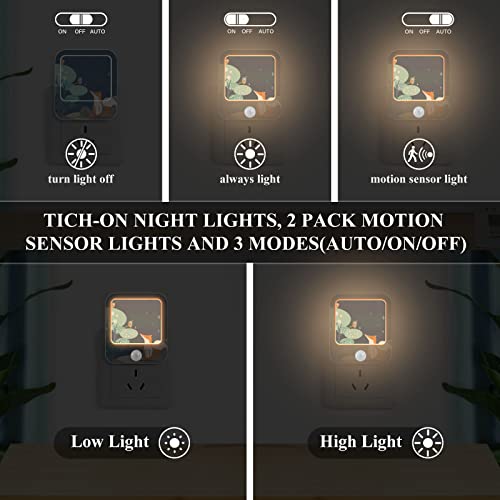 ON OFF AUTO
ON OFF AUTO
ON OFF AUTO
turn light off
always light
motion sensor light
TICH-ON NIGHT LIGHTS, 2 PACK MOTION
SENSOR LIGHTS AND 3 MODES(AUTO/ON/OFF)
Low Light
High Light